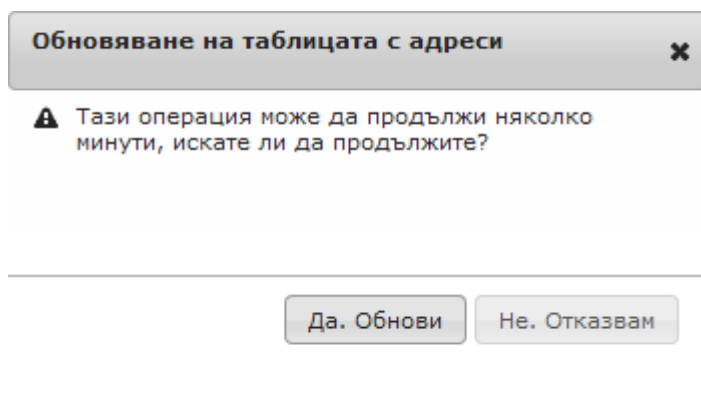 Обновяване на таблицата с адреси
Тази операция може да продължи няколко
минути, искате ли да продължите?
Да. Обнови
Не. Отказвам